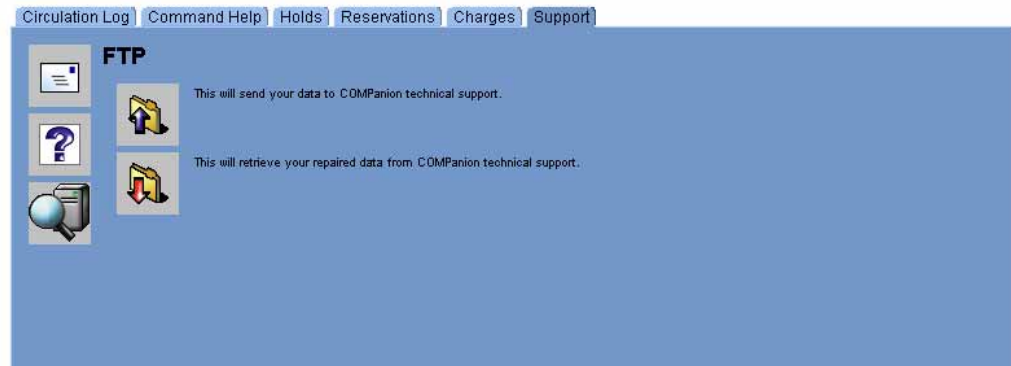 Circulation Log Command Help Holds Reservations Charges Support
FTP
This will send your data to COMPanion technical support.
?
This will retrieve your repaired data from COMPanion technical support.